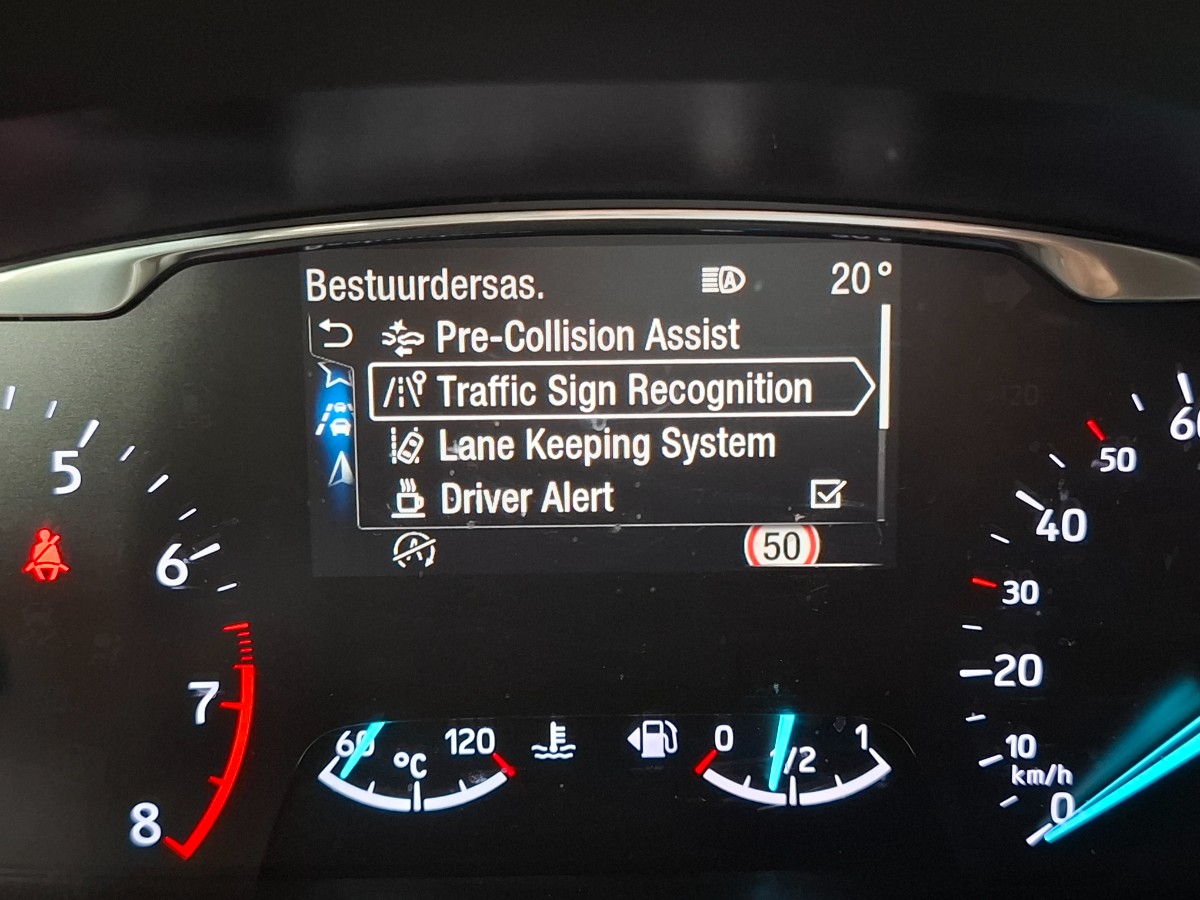 Bestuurdersas. 20°
Pre-Collision Assist
Traffic Sign Recognition
Lane Keeping System
Driver Alert
A
50
5
6
7
8
60 120
°C
0 1/2 1
60
50
40
30
20
10
km/h
0